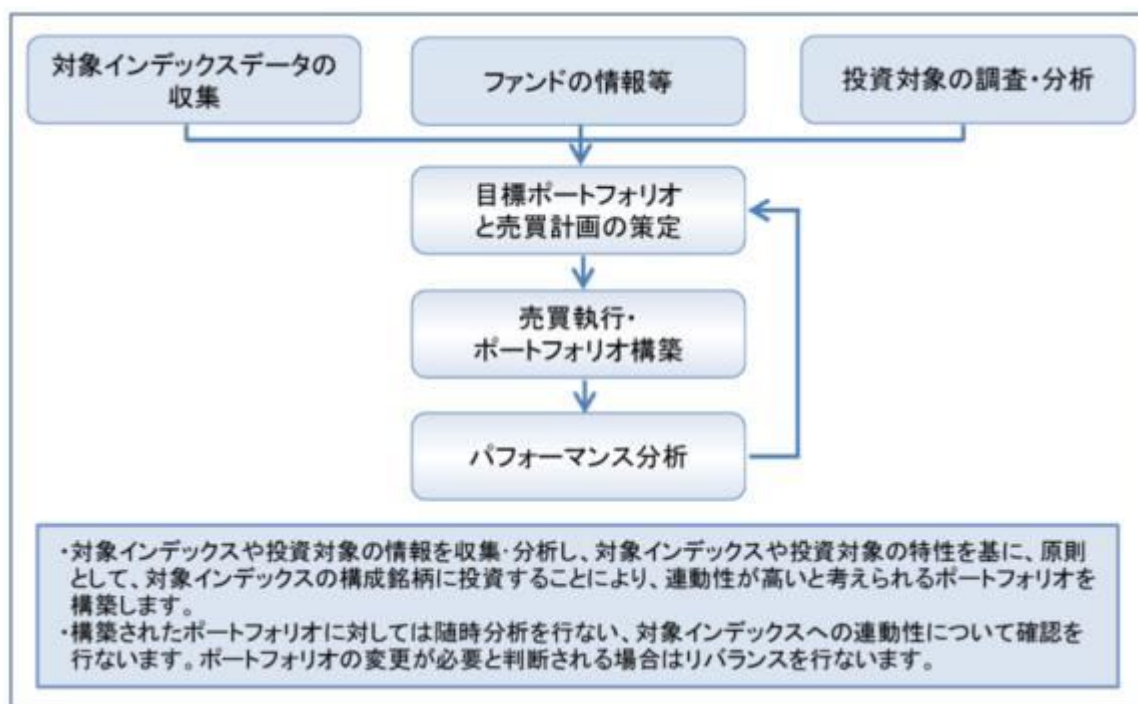 対象インデックスデータの
収集
ファンドの情報等
投資対象の調査・分析
目標ポートフォリオ
と売買計画の策定
売買執行・
ポートフォリオ構築
パフォーマンス分析
・対象インデックスや投資対象の情報を収集・分析し、対象インデックスや投資対象の特性を基に、原則
として、対象インデックスの構成銘柄に投資することにより、連動性が高いと考えられるポートフォリオを
構築します。
・構築されたポートフォリオに対しては随時分析を行ない、対象インデックスへの連動性について確認を
行ないます。ポートフォリオの変更が必要と判断される場合はリバランスを行ないます。